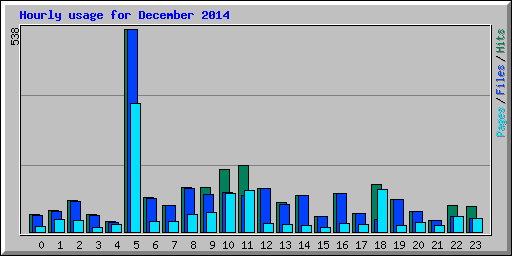 Hourly usage for December 2014
538
Pages / Files / Hits
0 1 2 3 4 5 6 7 8 9 10 11 12 13 14 15 16 17 18 19 20 21 22 23